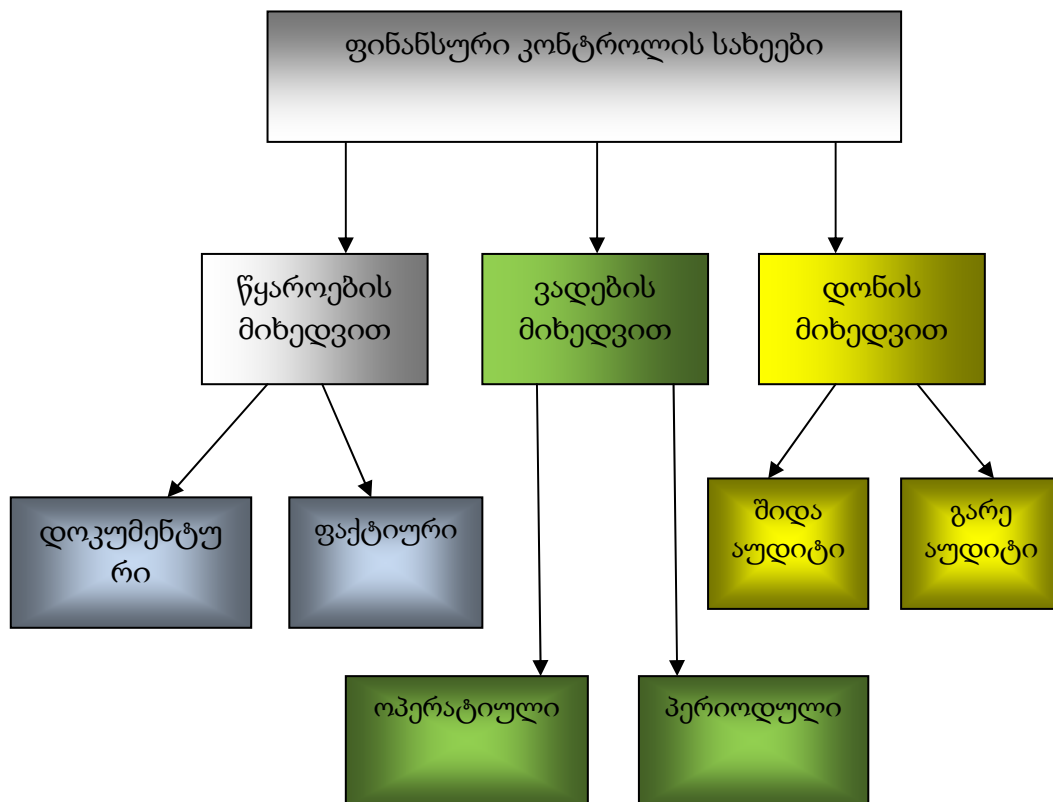 ფინანსური კონტროლის სახეები
წყაროების
მიხედვით
ვადების
მიხედვით
დონის
მიხედვით
დოკუმენტუ
რი
ფაქტიური
შიდა
აუდიტი
გარე
აუდიტი
ოპერატიული
პერიოდული